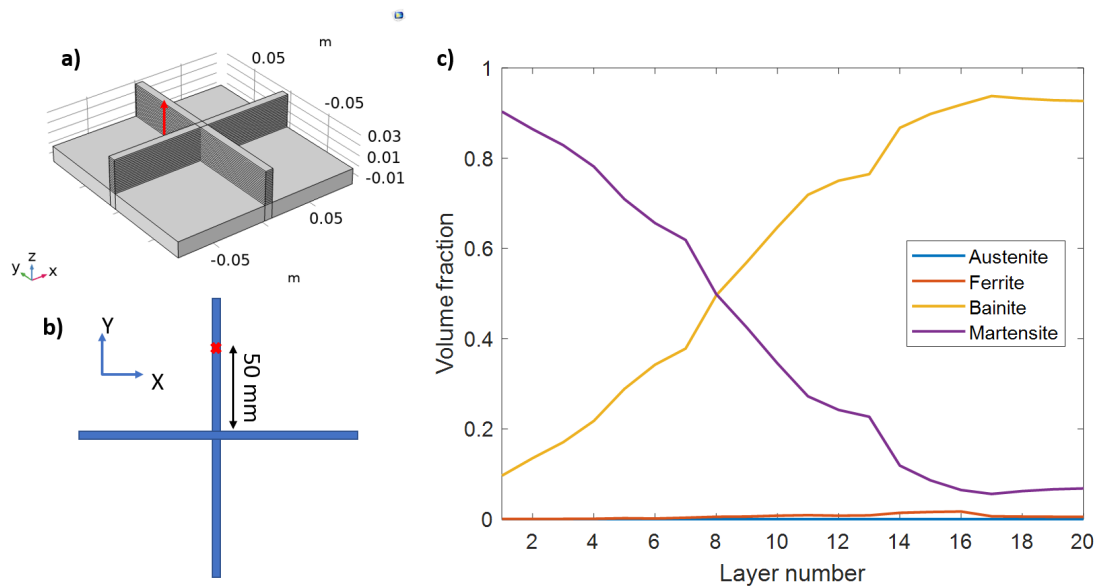 a)
m
0.05
-0.05
0.03
0.01
-0.01
0.05
-0.05
m
z
y
x
b)
Y
X
50 mm
c)
Volume fraction
1
0.8
0.6
0.4
0.2
0
2 4 6 8 10 12 14 16 18 20
Layer number
Austenite
Ferrite
Bainite
Martensite